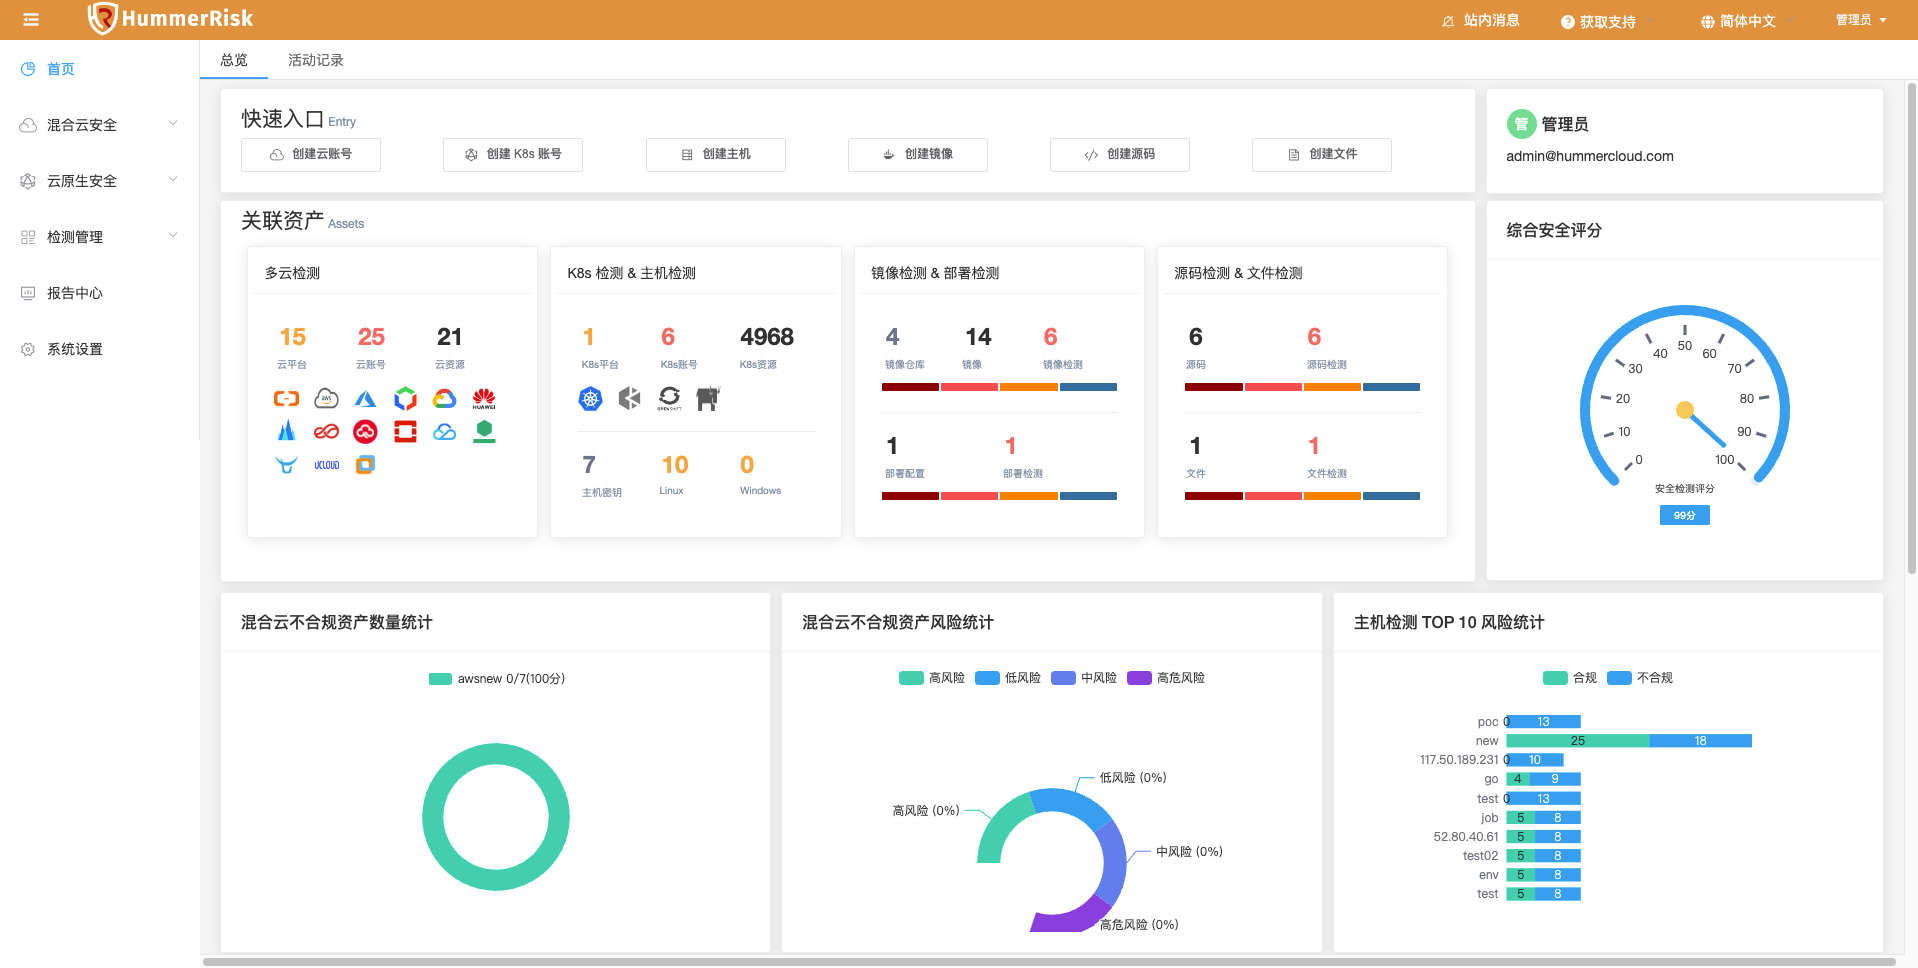 HummerRisk
站内消息
获取支持
简体中文
管理员
首页
混合云安全
云原生安全
检测管理
报告中心
系统设置
总览
活动记录
快速入口 Entry
创建云账号
创建 K8s 账号
创建主机
创建镜像
创建源码
创建文件
管
管理员
admin@hummercloud.com
关联资产 Assets
多云检测
15
25
21
云平台
云账号
云资源
aws
HUAWEI
UCLOUD
K8s 检测 & 主机检测
1
6
4968
K8s平台
K8s账号
K8s资源
OPENSHIFT
7
10
0
主机密钥
Linux
Windows
镜像检测 & 部署检测
4
14
6
镜像仓库
镜像
镜像检测
1
1
部署配置
部署检测
源码检测 & 文件检测
6
6
源码
源码检测
1
1
文件
文件检测
综合安全评分
0
10
20
30
40
50
60
70
80
90
100
安全检测评分
99分
混合云不合规资产数量统计
awsnew 0/7(100分)
混合云不合规资产风险统计
高风险
低风险
中风险
高危风险
低风险 (0%)
高风险 (0%)
中风险 (0%)
高危风险 (0%)
主机检测 TOP 10 风险统计
合规
不合规
poc 0 13
new 25 18
117.50.189.231 0 10
go 4 9
test 0 13
job 5 8
52.80.40.61 5 8
test02 5 8
env 5 8
test 5 8